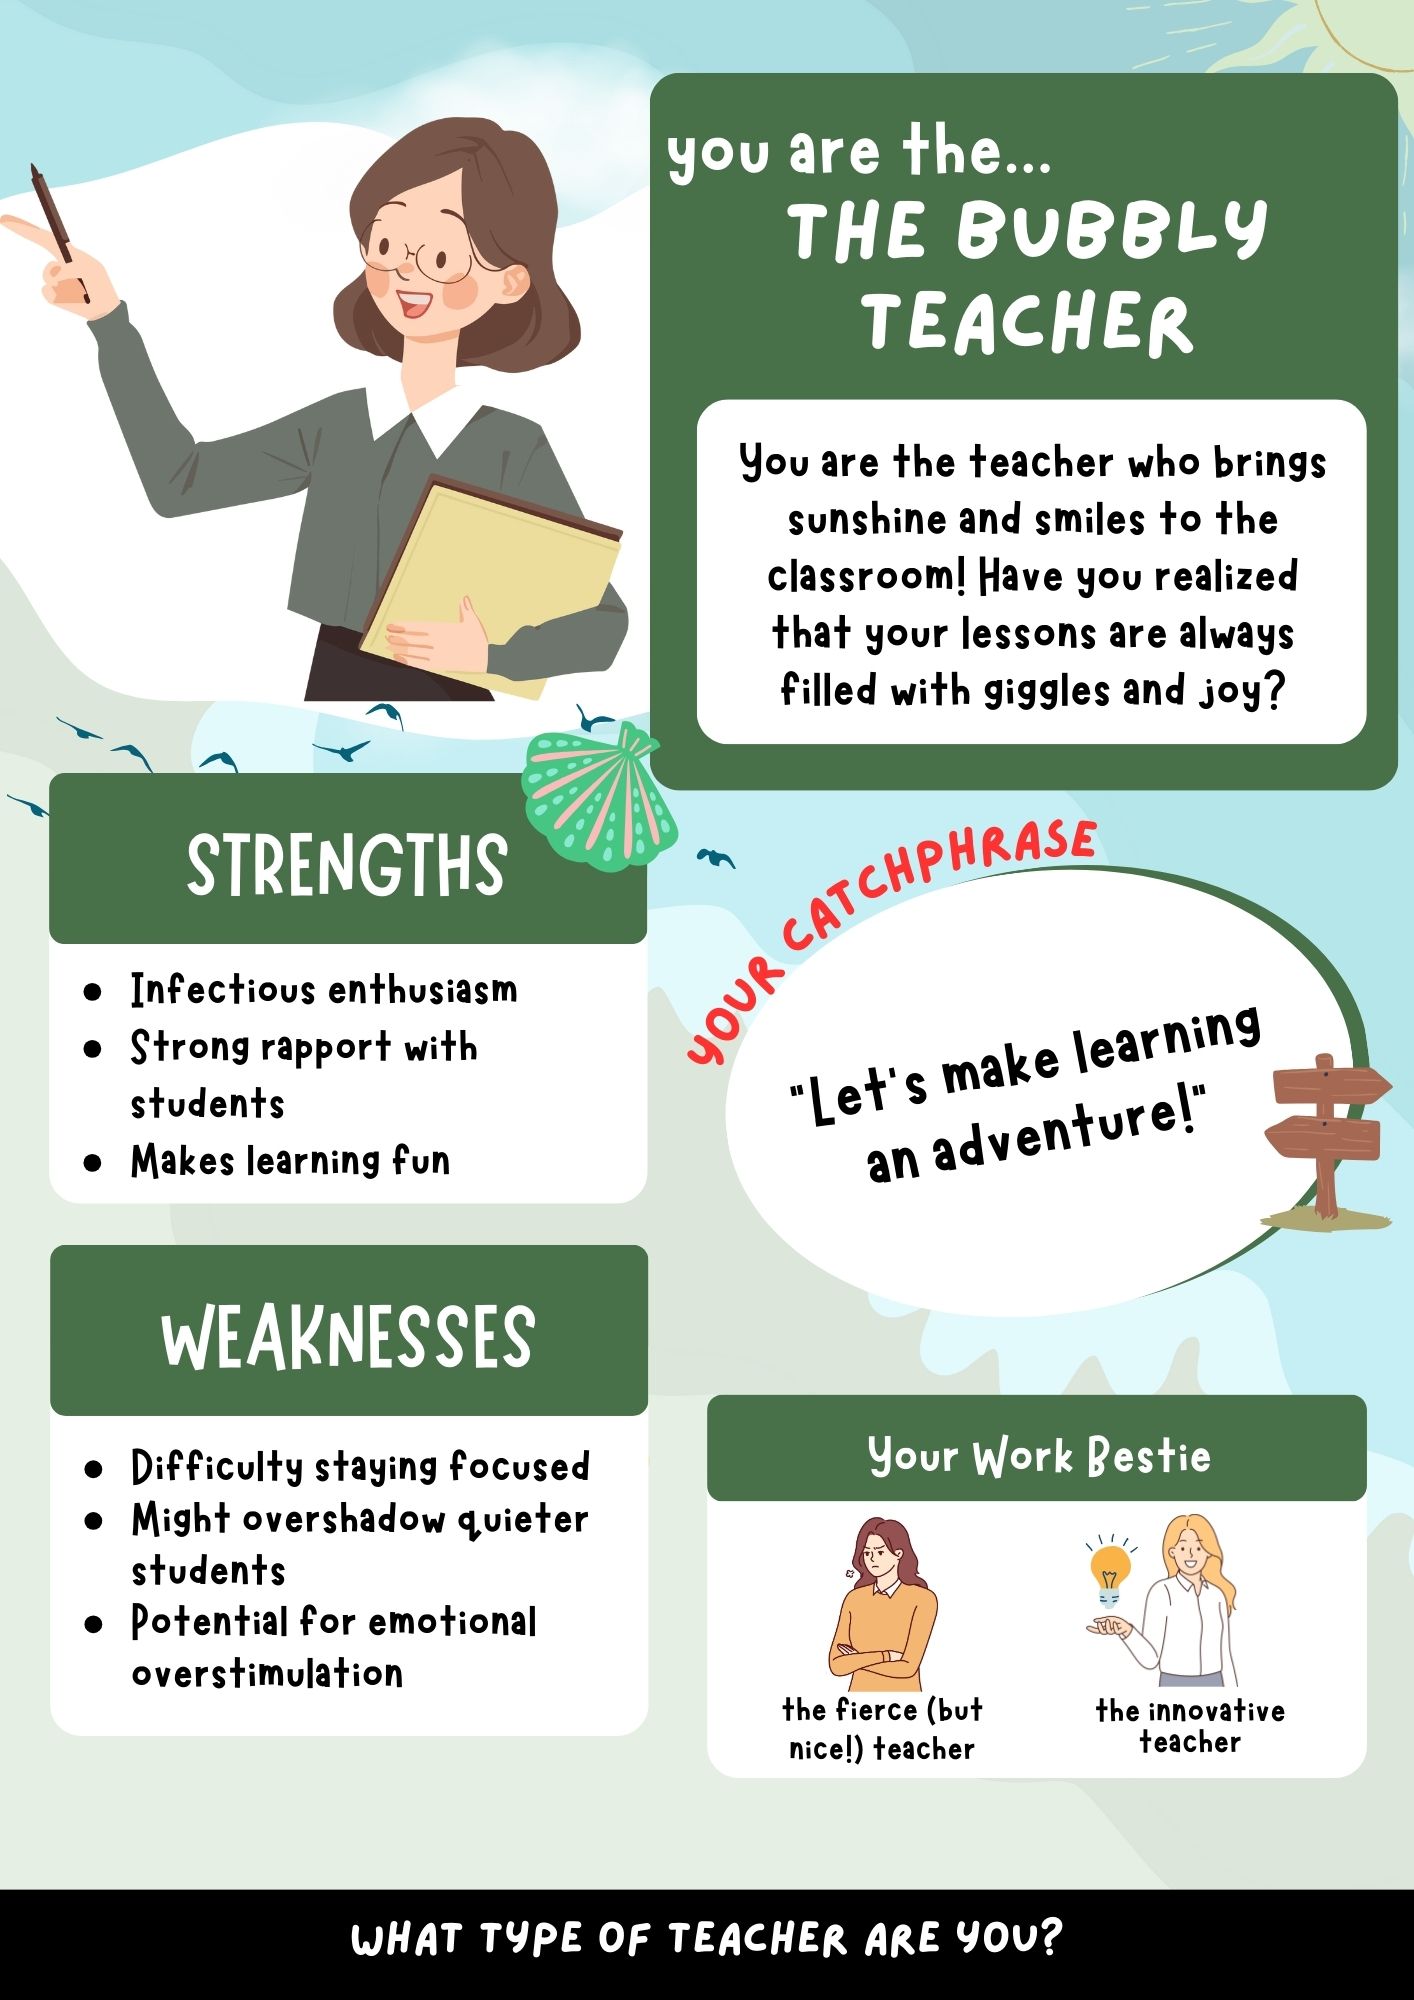 you are the...
THE BUBBLY
TEACHER
You are the teacher who brings
sunshine and smiles to the
classroom! Have you realized
that your lessons are always
filled with giggles and joy?
STRENGTHS
● Infectious enthusiasm
● Strong rapport with
students
● Makes learning fun
YOUR CATCHPHRASE
"Let's make learning
an adventure!"
WEAKNESSES
● Difficulty staying focused
● Might overshadow quieter
students
● Potential for emotional
overstimulation
Your Work Bestie
the fierce (but
nice!) teacher
the innovative
teacher
WHAT TYPE OF TEACHER ARE YOU?